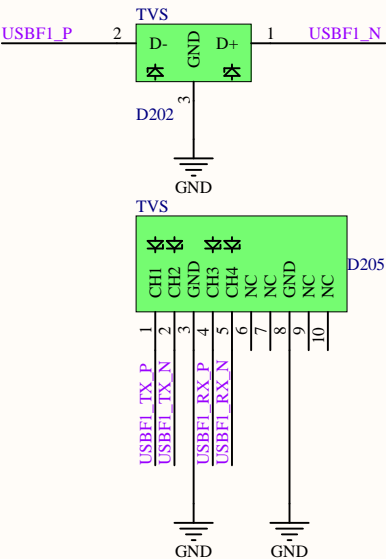 TVS
USBF1_P 2 D- GND D+ 1 USBF1_N
3
D202
GND
TVS
D205
CH1 CH2 GND CH3 CH4 NC NC GND NC NC
1 2 3 4 5 6 7 8 9 10
USBF1_TX_P
USBF1_TX_N
USBF1_RX_P
USBF1_RX_N
GND GND